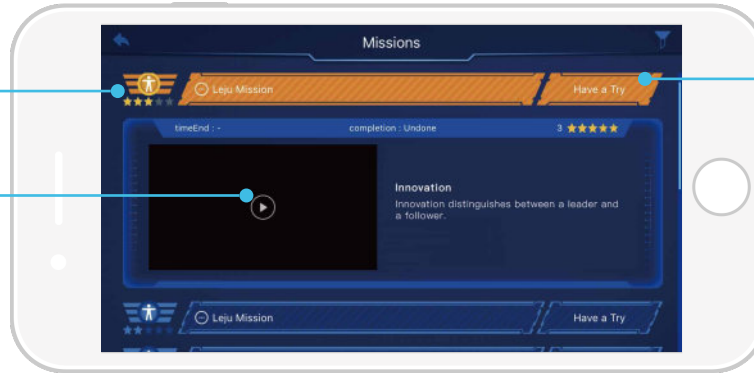 Missions
Leju Mission
Have a Try
timeEnd : -
completion : Undone
3
Innovation
Innovation distinguishes between a leader and
a follower.
Leju Mission
Have a Try